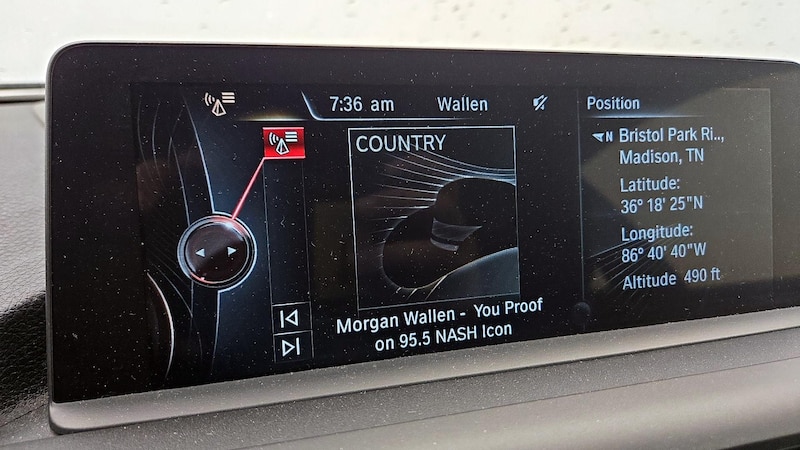 7:36 am
Wallen
COUNTRY
Morgan Wallen - You Proof
on 95.5 NASH Icon
Position
N Bristol Park Ri..,
Madison, TN
Latitude:
36° 18' 25"N
Longitude:
86° 40' 40"W
Altitude 490 ft